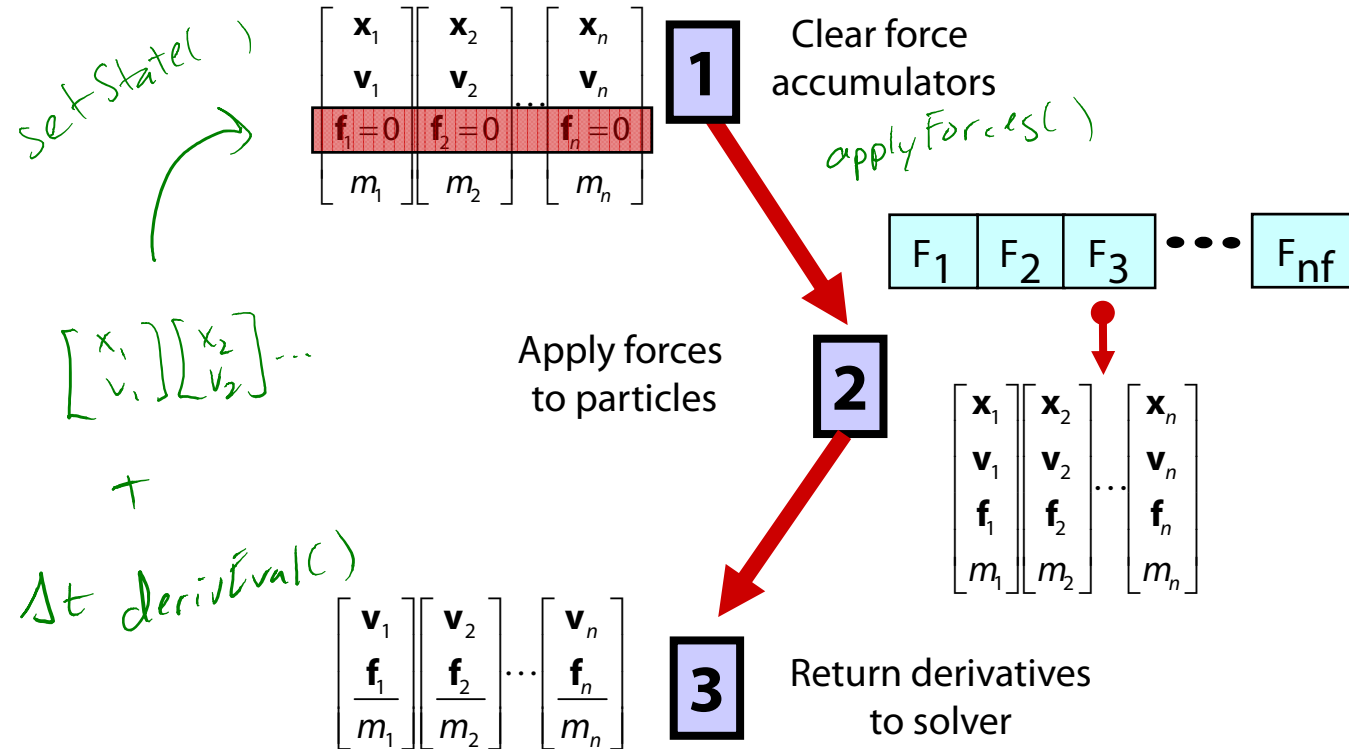 setState( )
x₁ x₂ xₙ
v₁ v₂ ... vₙ
f₁=0 f₂=0 fₙ=0
m₁ m₂ mₙ
1
Clear force
accumulators
applyForces( )
F₁ F₂ F₃ •••• F_nf
[x₁ v₁] [x₂ v₂] ...
+
Δt derivEval( )
Apply forces
to particles
2
x₁ x₂ xₙ
v₁ v₂ ... vₙ
f₁ f₂ fₙ
m₁ m₂ mₙ
v₁ v₂ ... vₙ
f₁ f₂ fₙ
m₁ m₂ mₙ
3
Return derivatives
to solver